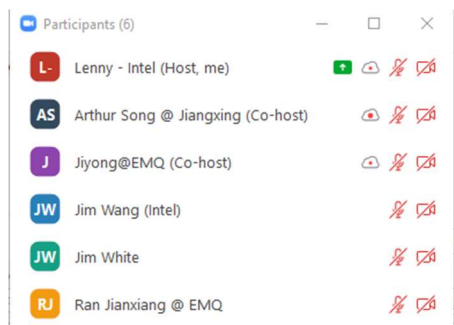 Participants (6)
L- Lenny - Intel (Host, me)
AS Arthur Song @ Jiangxing (Co-host)
J Jiyong@EMQ (Co-host)
JW Jim Wang (Intel)
JW Jim White
RJ Ran Jianxiang @ EMQ